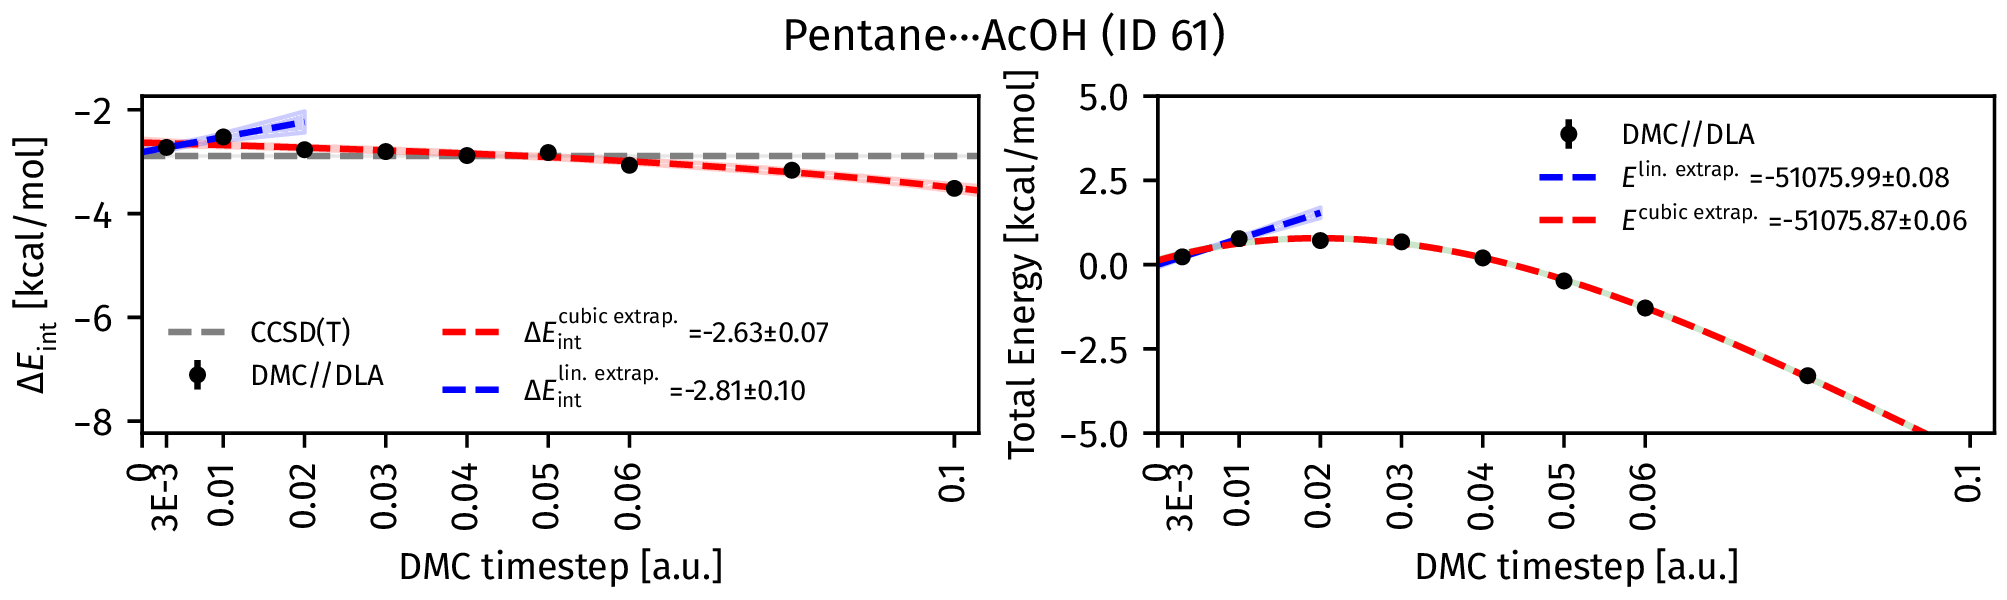 Pentane···AcOH (ID 61)
ΔE_int [kcal/mol]
−2
−4
−6
−8
CCSD(T)
DMC//DLA
ΔE_int^cubic extrap. =-2.63±0.07
ΔE_int^lin. extrap. =-2.81±0.10
0
3E-3
0.01
0.02
0.03
0.04
0.05
0.06
0.1
DMC timestep [a.u.]
Total Energy [kcal/mol]
5.0
2.5
0.0
−2.5
−5.0
DMC//DLA
E^lin. extrap. =-51075.99±0.08
E^cubic extrap. =-51075.87±0.06
0
3E-3
0.01
0.02
0.03
0.04
0.05
0.06
0.1
DMC timestep [a.u.]